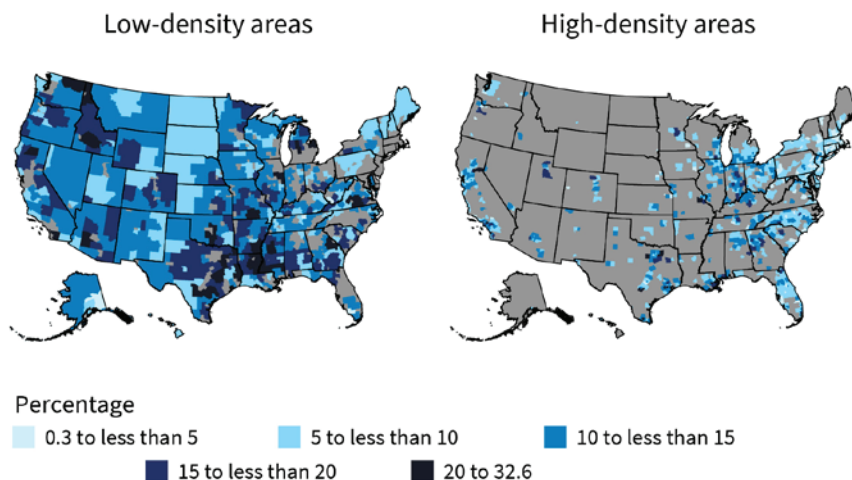 Low-density areas
High-density areas
Percentage
0.3 to less than 5
5 to less than 10
10 to less than 15
15 to less than 20
20 to 32.6